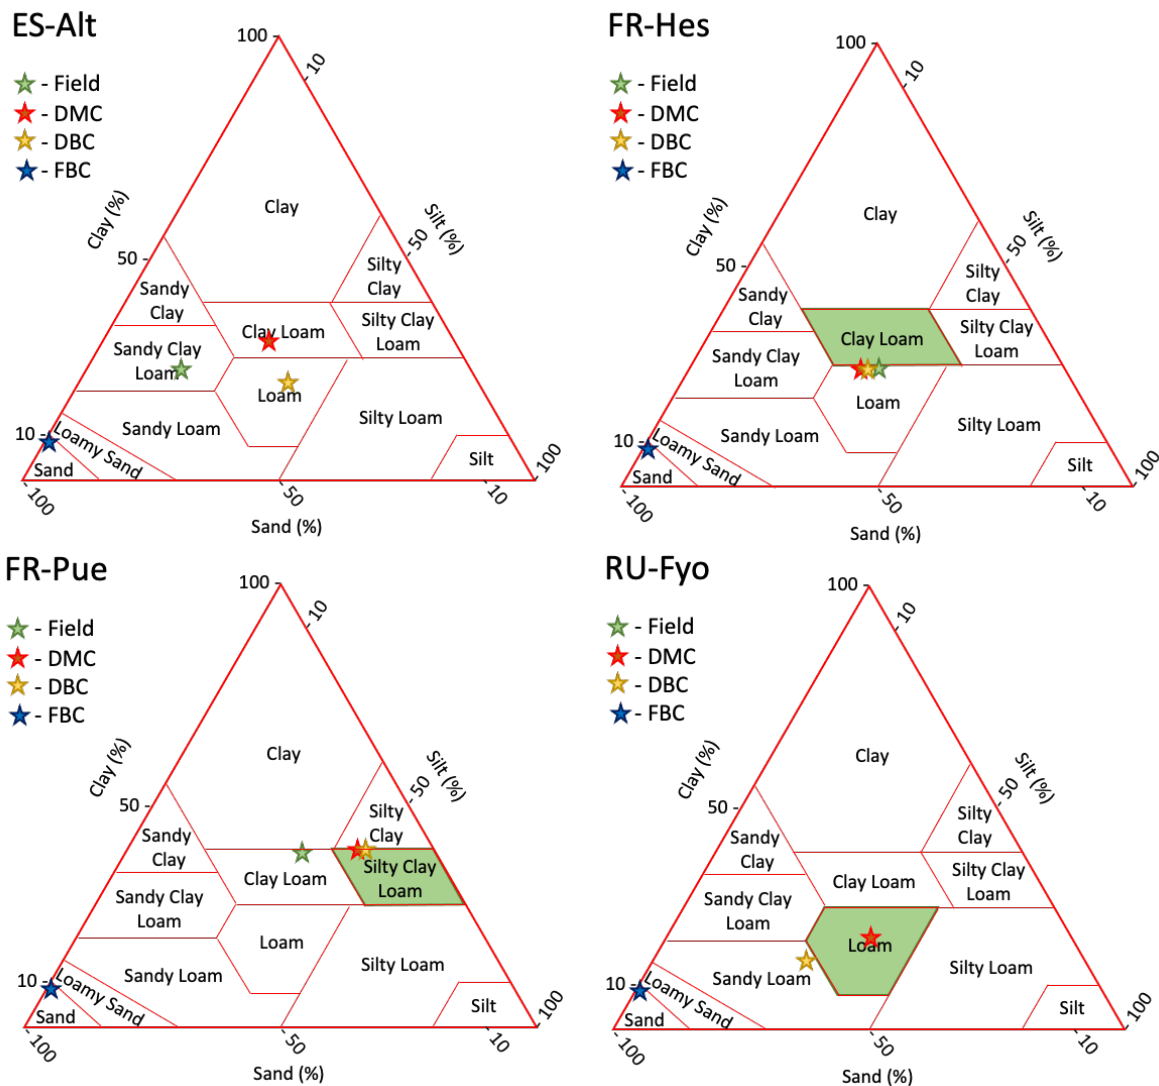 ES-Alt
- Field
- DMC
- DBC
- FBC
100
10
Clay (%)
Silt (%)
50
50
Clay
Silty
Clay
Sandy
Clay
Clay Loam
Silty Clay
Loam
Sandy Clay
Loam
Loam
Silty Loam
Sandy Loam
10
Loamy Sand
Sand
Silt
100
50
10
100
Sand (%)
FR-Hes
- Field
- DMC
- DBC
- FBC
100
10
Clay (%)
Silt (%)
50
50
Clay
Silty
Clay
Sandy
Clay
Clay Loam
Silty Clay
Loam
Sandy Clay
Loam
Loam
Silty Loam
Sandy Loam
10
Loamy Sand
Sand
Silt
100
50
10
100
Sand (%)
FR-Pue
- Field
- DMC
- DBC
- FBC
100
10
Clay (%)
Silt (%)
50
50
Clay
Silty
Clay
Sandy
Clay
Clay Loam
Silty Clay
Loam
Sandy Clay
Loam
Loam
Silty Loam
Sandy Loam
10
Loamy Sand
Sand
Silt
100
50
10
100
Sand (%)
RU-Fyo
- Field
- DMC
- DBC
- FBC
100
10
Clay (%)
Silt (%)
50
50
Clay
Silty
Clay
Sandy
Clay
Clay Loam
Silty Clay
Loam
Sandy Clay
Loam
Loam
Silty Loam
Sandy Loam
10
Loamy Sand
Sand
Silt
100
50
10
100
Sand (%)